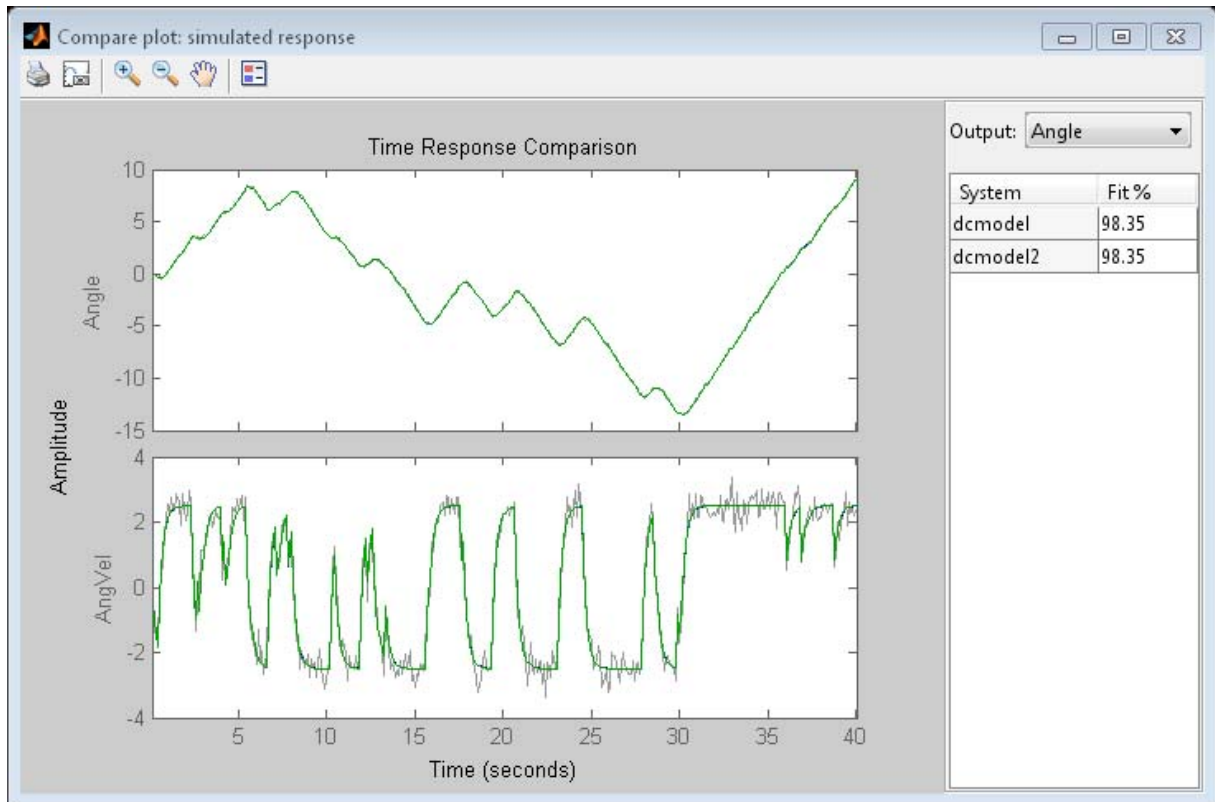 Compare plot: simulated response
Time Response Comparison
10
5
0
-5
-10
-15
Angle
Amplitude
4
2
0
-2
-4
AngVel
5 10 15 20 25 30 35 40
Time (seconds)
Output: Angle
System Fit %
dcmodel 98.35
dcmodel2 98.35